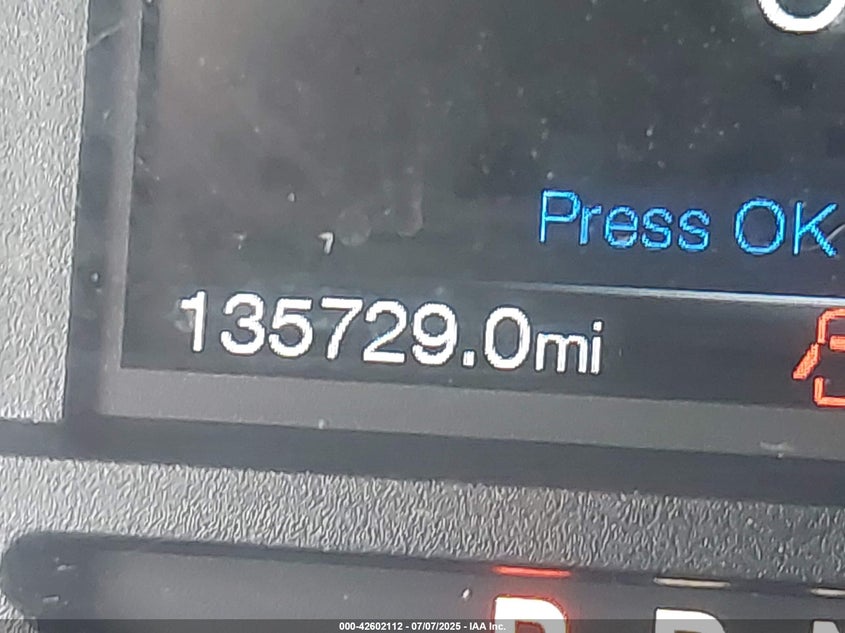 Press OK
135729.0mi
P R N
000-42602112 - 07/07/2025 - IAA Inc.